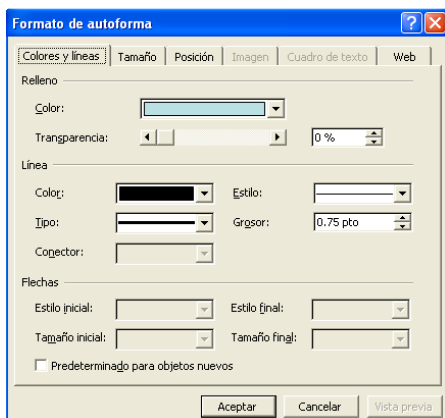 Formato de autoforma
Colores y líneas Tamaño Posición Imagen Cuadro de texto Web
Relleno
Color:
Transparencia: 0 %
Línea
Color: Estilo:
Tipo: Grosor: 0.75 pto
Conector:
Flechas
Estilo inicial: Estilo final:
Tamaño inicial: Tamaño final:
Predeterminado para objetos nuevos
Aceptar Cancelar Vista previa